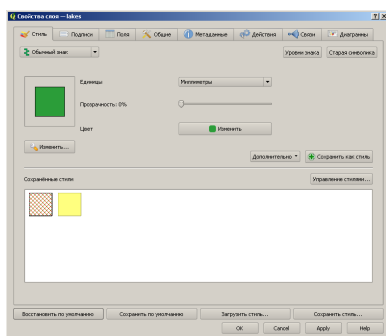 Свойства слоя — lakes
Стиль
Подписи
Поля
Общие
Метаданные
Действия
Связи
Диаграммы
Обычный знак
Уровни знака
Старая символика
Единицы
Миллиметры
Прозрачность: 0%
Цвет
Изменить
Изменить...
Дополнительно
Сохранить как стиль
Сохранённые стили
Управление стилями...
Восстановить по умолчанию
Сохранить по умолчанию
Загрузить стиль...
Сохранить стиль...
OK
Cancel
Apply
Help